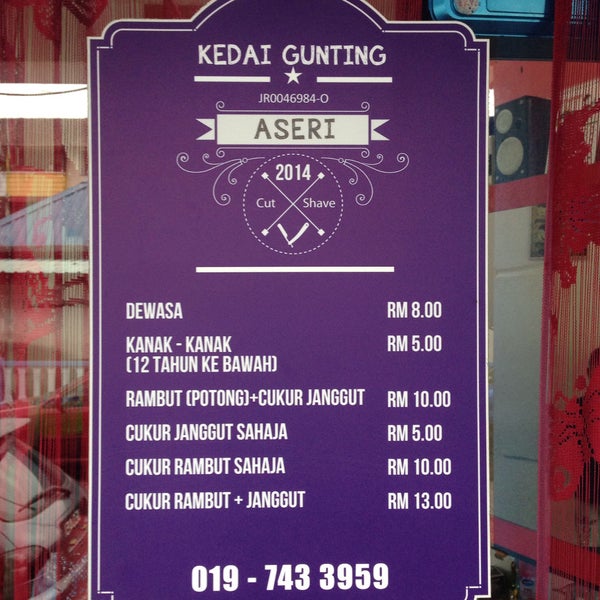 KEDAI GUNTING
JR0046984-O
ASERI
2014
Cut Shave
DEWASA RM 8.00
KANAK - KANAK RM 5.00
(12 TAHUN KE BAWAH)
RAMBUT (POTONG)+CUKUR JANGGUT RM 10.00
CUKUR JANGGUT SAHAJA RM 5.00
CUKUR RAMBUT SAHAJA RM 10.00
CUKUR RAMBUT + JANGGUT RM 13.00
019 - 743 3959